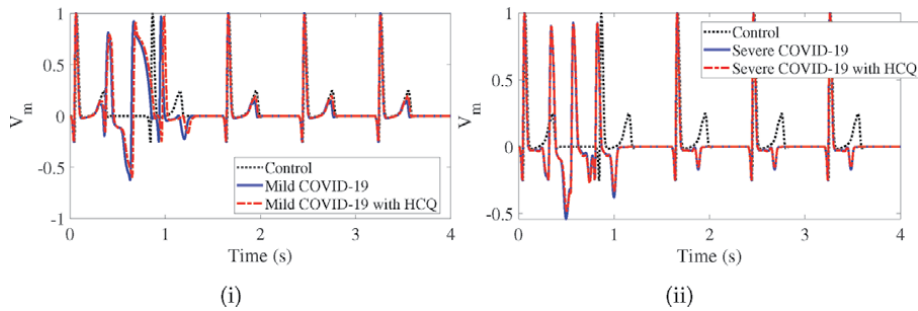 1
0.5
0
-0.5
-1
V_m
0 1 2 3 4
Time (s)
Control
Mild COVID-19
Mild COVID-19 with HCQ
(i)
1
0.5
0
-0.5
V_m
0 1 2 3 4
Time (s)
Control
Severe COVID-19
Severe COVID-19 with HCQ
(ii)